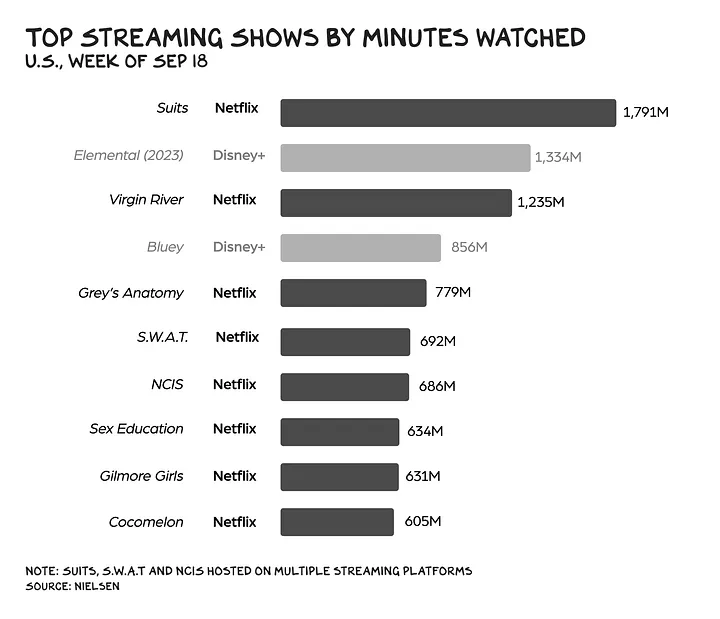 TOP STREAMING SHOWS BY MINUTES WATCHED
U.S., WEEK OF SEP 18
Suits Netflix 1,791M
Elemental (2023) Disney+ 1,334M
Virgin River Netflix 1,235M
Bluey Disney+ 856M
Grey's Anatomy Netflix 779M
S.W.A.T. Netflix 692M
NCIS Netflix 686M
Sex Education Netflix 634M
Gilmore Girls Netflix 631M
Cocomelon Netflix 605M
NOTE: SUITS, S.W.A.T AND NCIS HOSTED ON MULTIPLE STREAMING PLATFORMS
SOURCE: NIELSEN